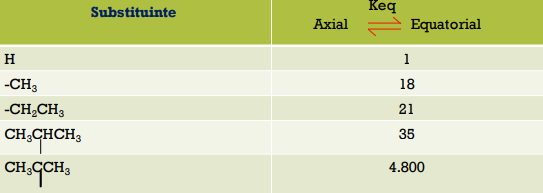 Substituinte
Keq
Axial Equatorial
H 1
-CH₃ 18
-CH₂CH₃ 21
CH₃CHCH₃ 35
CH₃CCH₃ 4.800